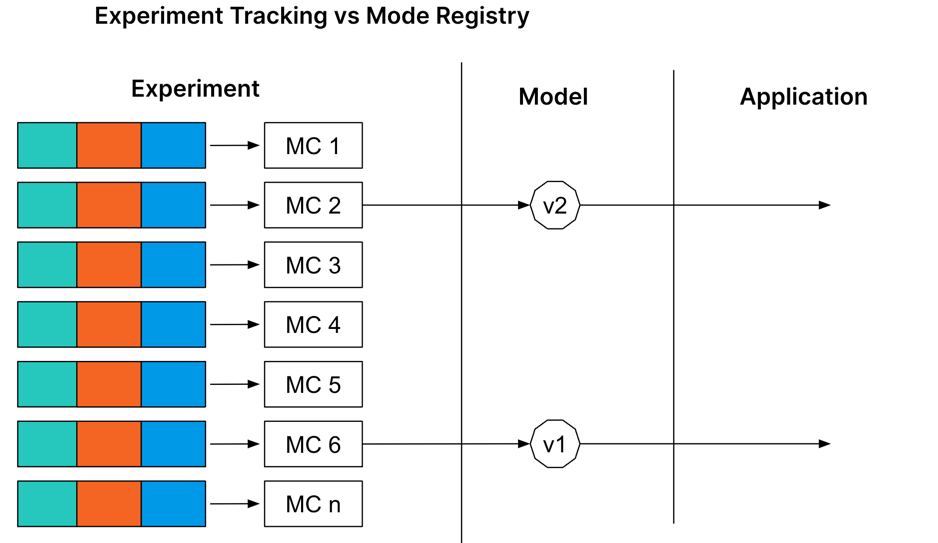 Experiment Tracking vs Mode Registry
Experiment
Model
Application
MC 1
MC 2
v2
MC 3
MC 4
MC 5
MC 6
v1
MC n